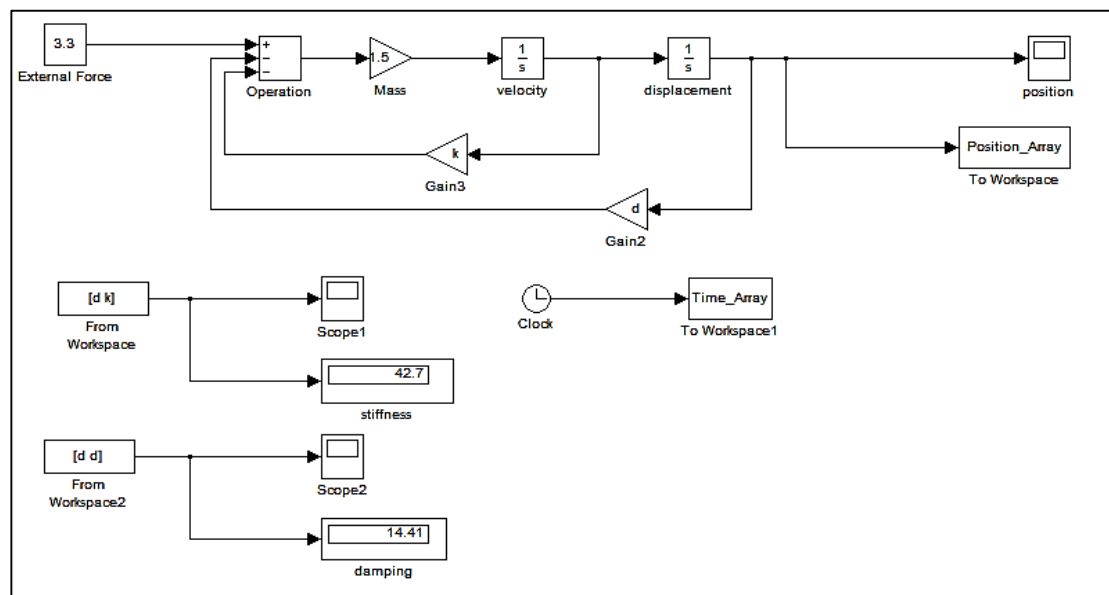 3.3
External Force
+
−
−
Operation
1.5
Mass
1
s
velocity
1
s
displacement
position
Position_Array
To Workspace
k
Gain3
d
Gain2
[d k]
From
Workspace
Scope1
42.7
stiffness
Clock
Time_Array
To Workspace1
[d d]
From
Workspace2
Scope2
14.41
damping